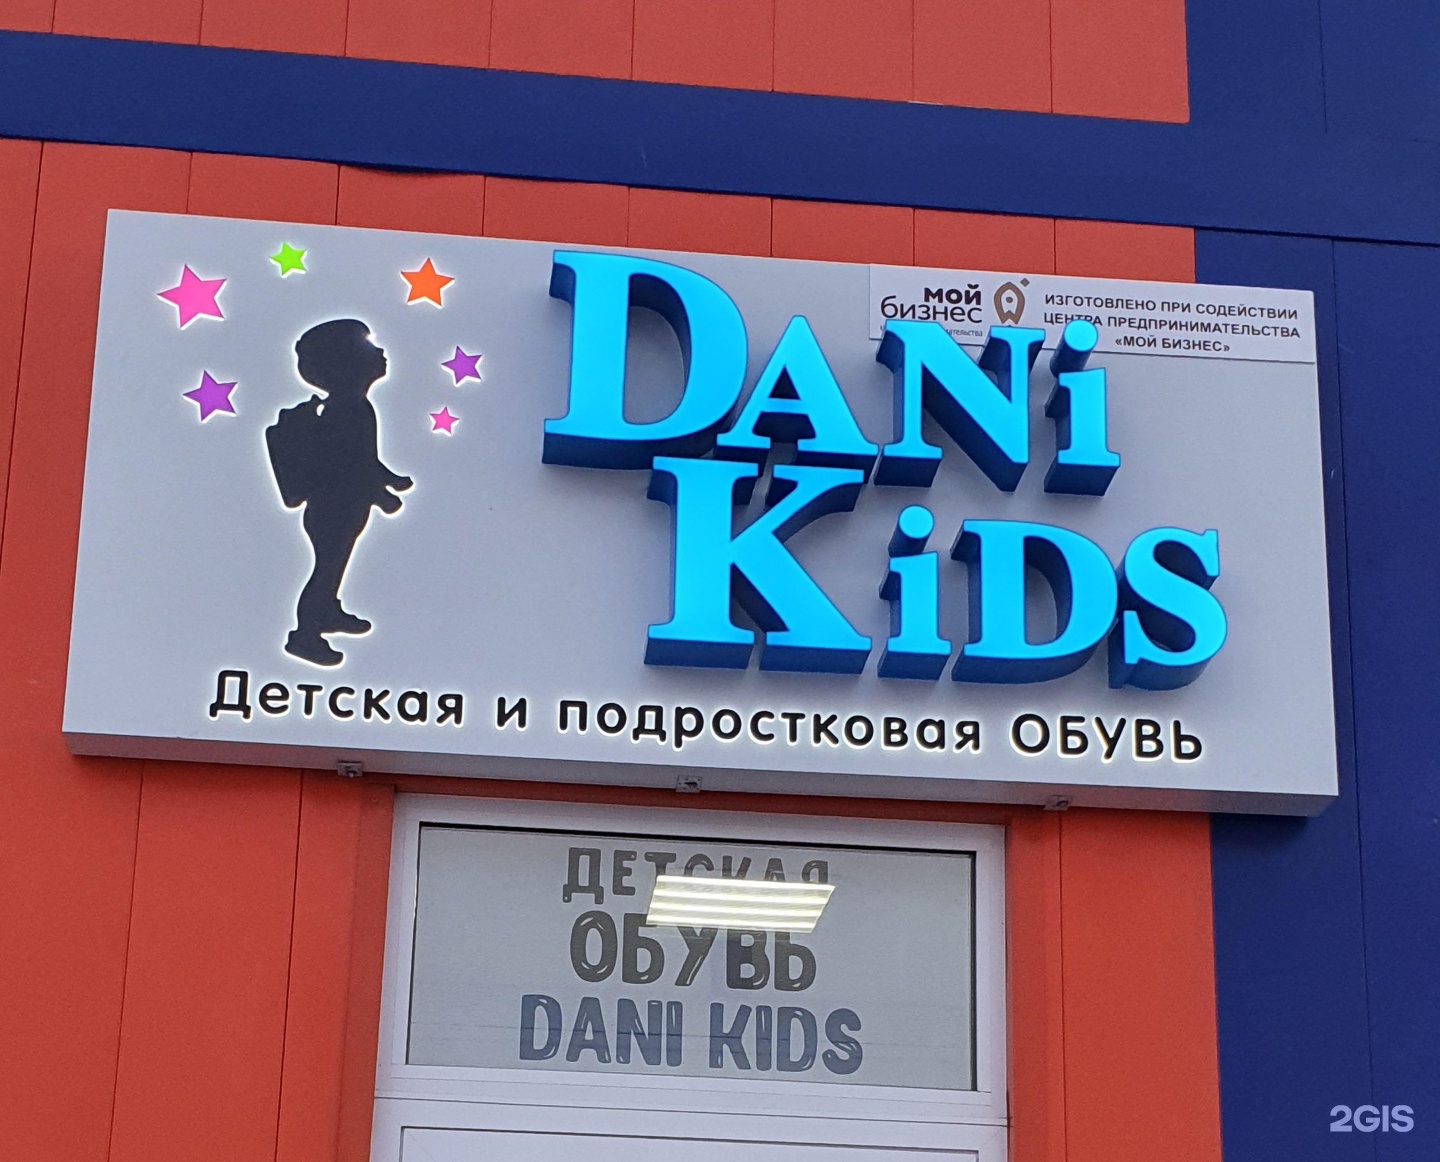 DANi
KiDS
мой
бизнес
ИЗГОТОВЛЕНО ПРИ СОДЕЙСТВИИ
ЦЕНТРА ПРЕДПРИНИМАТЕЛЬСТВА
«МОЙ БИЗНЕС»
Детская и подростковая ОБУВЬ
ДЕТСКАЯ
ОБУВЬ
DANI KIDS
2GIS